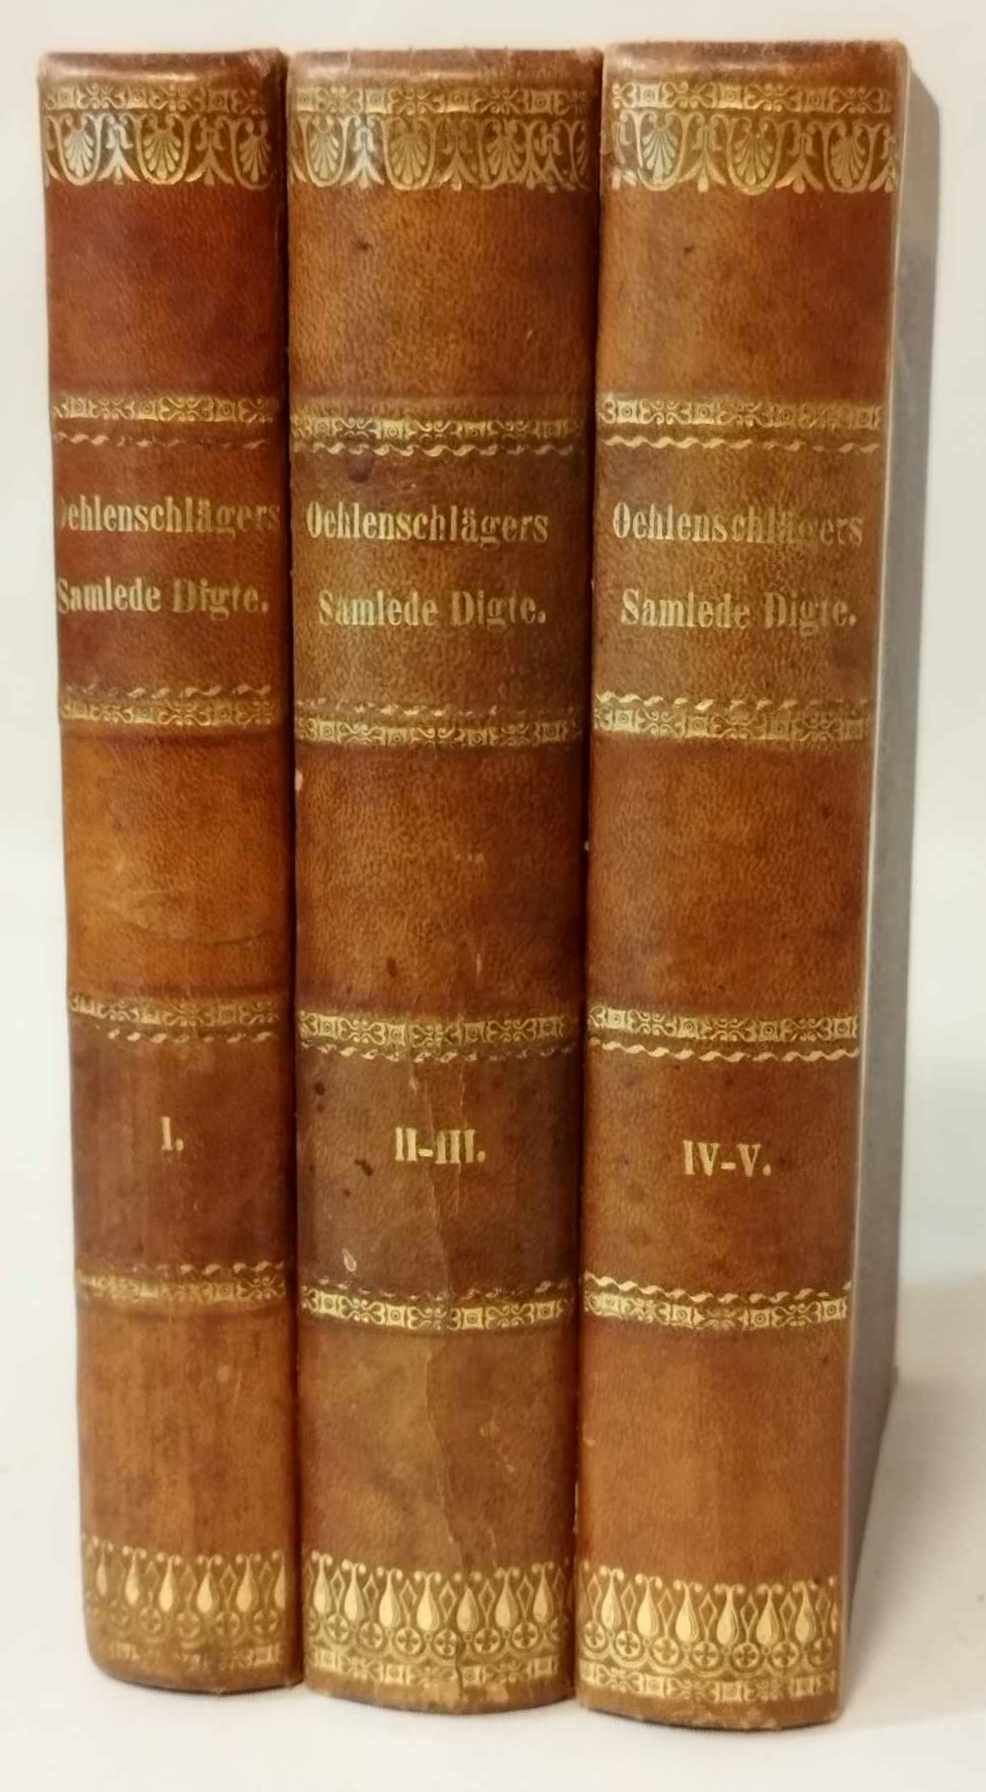 Oehlenschlägers
Samlede Digte.
I.
Oehlenschlägers
Samlede Digte.
II-III.
Oehlenschlägers
Samlede Digte.
IV-V.